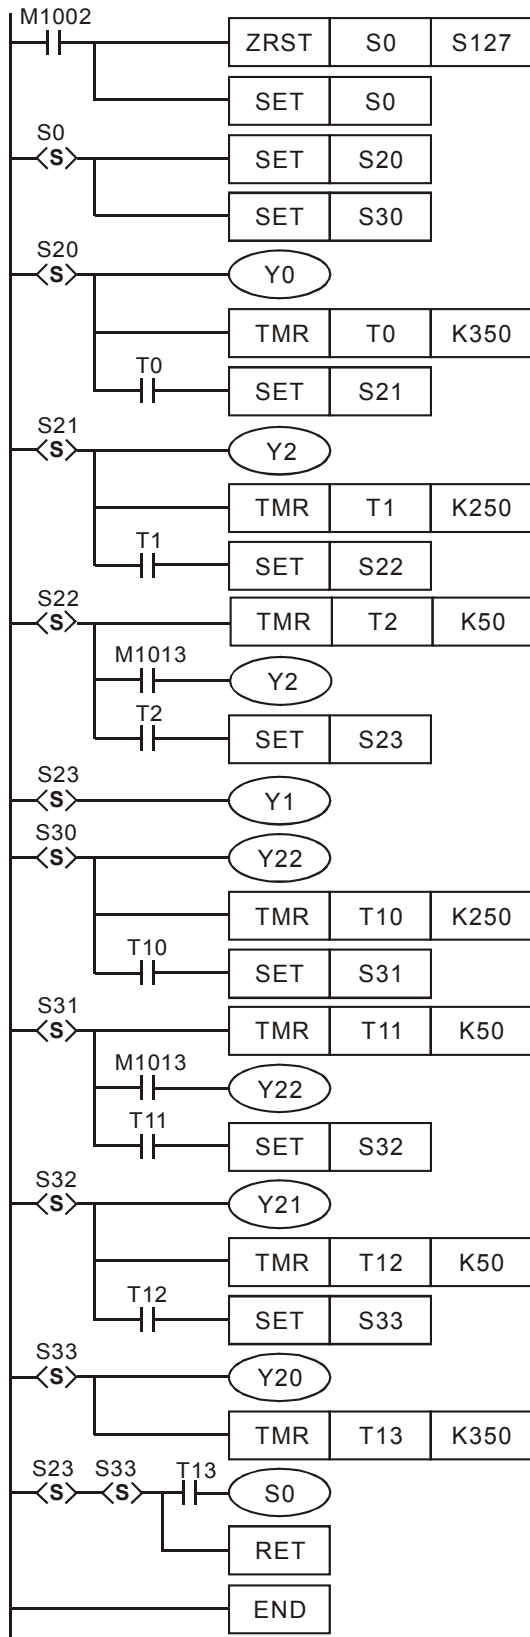 M1002
ZRST S0 S127
SET S0
S0
S SET S20
SET S30
S20
S Y0
TMR T0 K350
T0
SET S21
S21
S Y2
TMR T1 K250
T1
SET S22
S22
S TMR T2 K50
M1013
Y2
T2
SET S23
S23
S Y1
S30
S Y22
TMR T10 K250
T10
SET S31
S31
S TMR T11 K50
M1013
Y22
T11
SET S32
S32
S Y21
TMR T12 K50
T12
SET S33
S33
S Y20
TMR T13 K350
S23 S33 T13
S S S0
RET
END